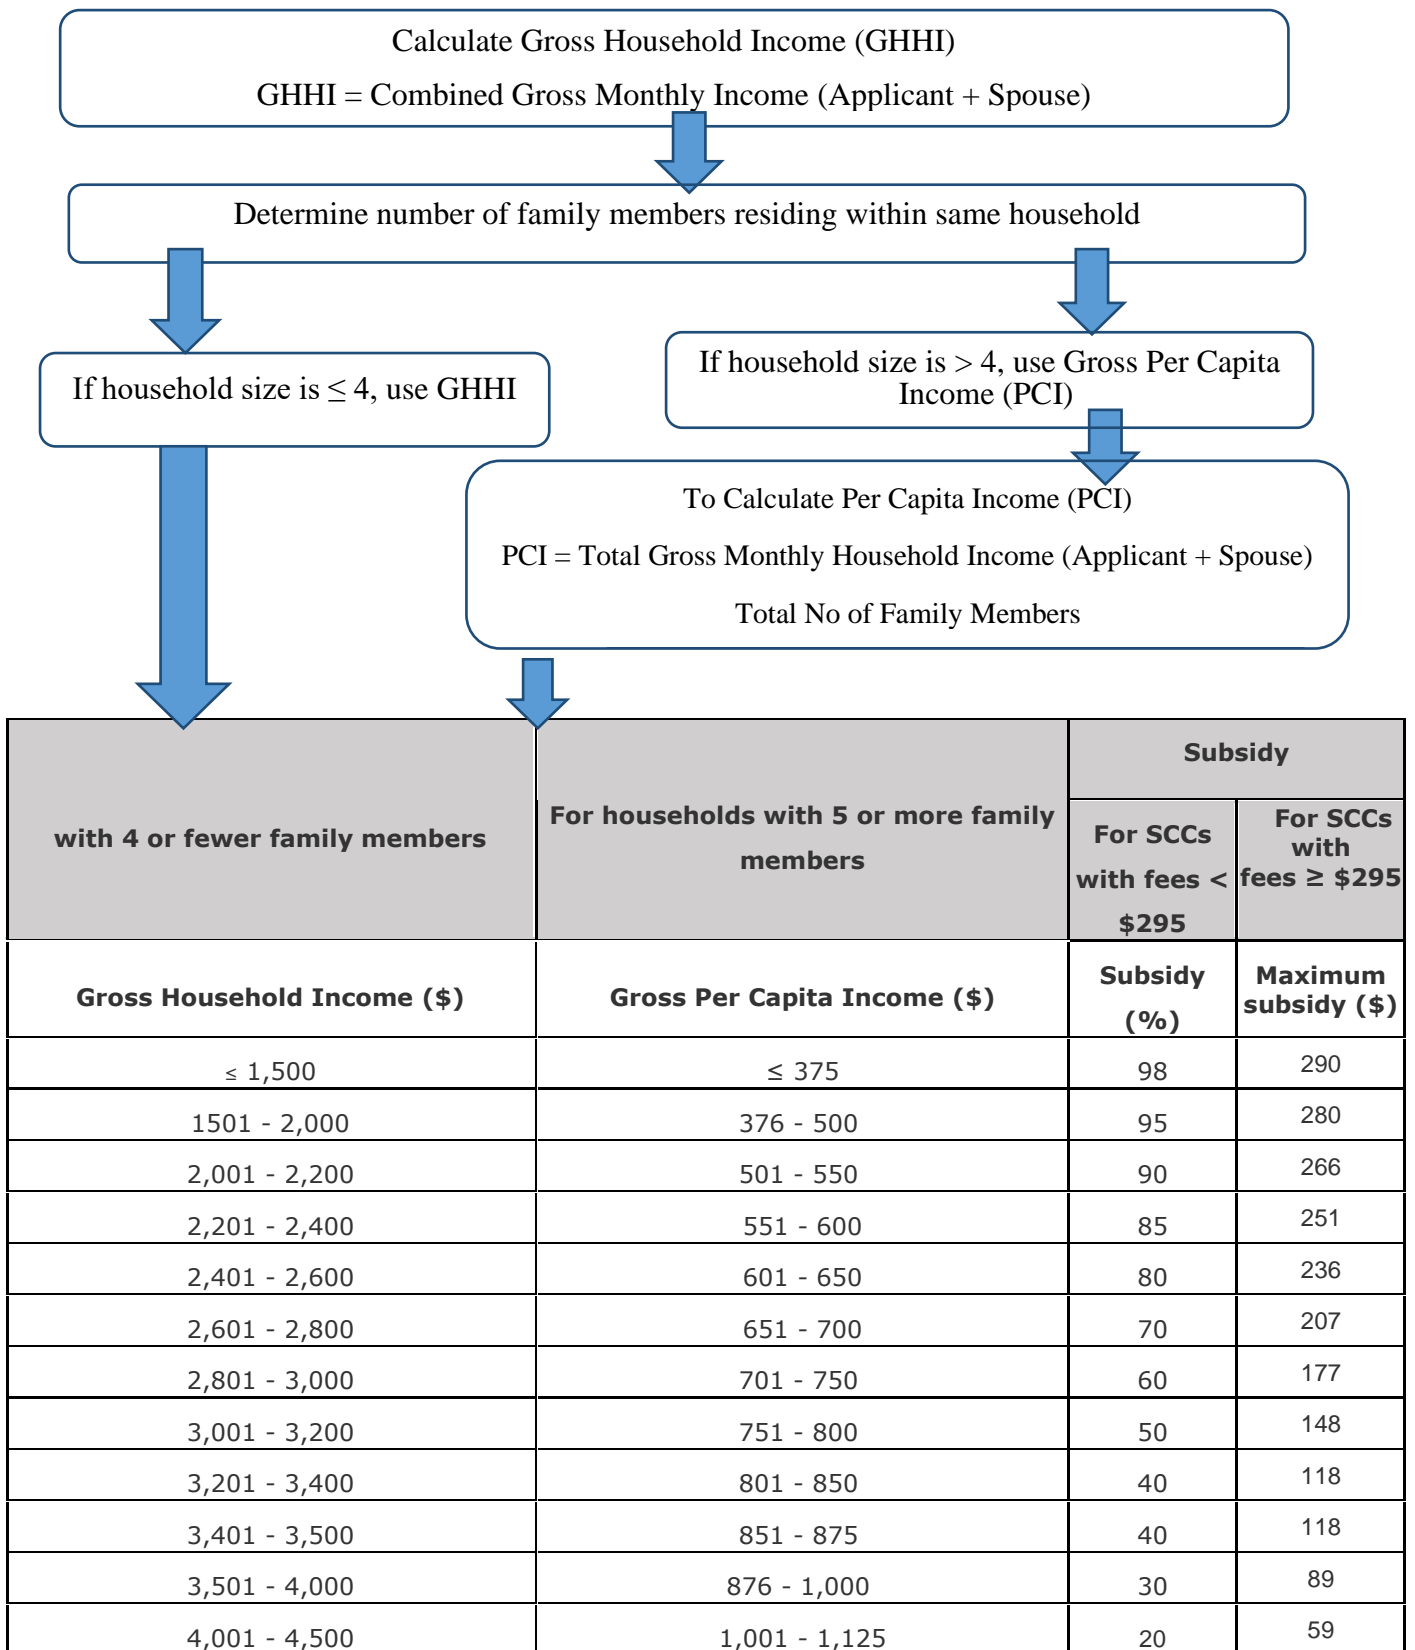 Calculate Gross Household Income (GHHI)
GHHI = Combined Gross Monthly Income (Applicant + Spouse)
Determine number of family members residing within same household
If household size is ≤ 4, use GHHI
If household size is > 4, use Gross Per Capita
Income (PCI)
To Calculate Per Capita Income (PCI)
PCI = Total Gross Monthly Household Income (Applicant + Spouse)
Total No of Family Members
with 4 or fewer family members
For households with 5 or more family
members
Subsidy
For SCCs
with fees <
$295
For SCCs
with
fees ≥ $295
Gross Household Income ($)
Gross Per Capita Income ($)
Subsidy
(%)
Maximum
subsidy ($)
≤ 1,500 ≤ 375 98 290
1501 - 2,000 376 - 500 95 280
2,001 - 2,200 501 - 550 90 266
2,201 - 2,400 551 - 600 85 251
2,401 - 2,600 601 - 650 80 236
2,601 - 2,800 651 - 700 70 207
2,801 - 3,000 701 - 750 60 177
3,001 - 3,200 751 - 800 50 148
3,201 - 3,400 801 - 850 40 118
3,401 - 3,500 851 - 875 40 118
3,501 - 4,000 876 - 1,000 30 89
4,001 - 4,500 1,001 - 1,125 20 59